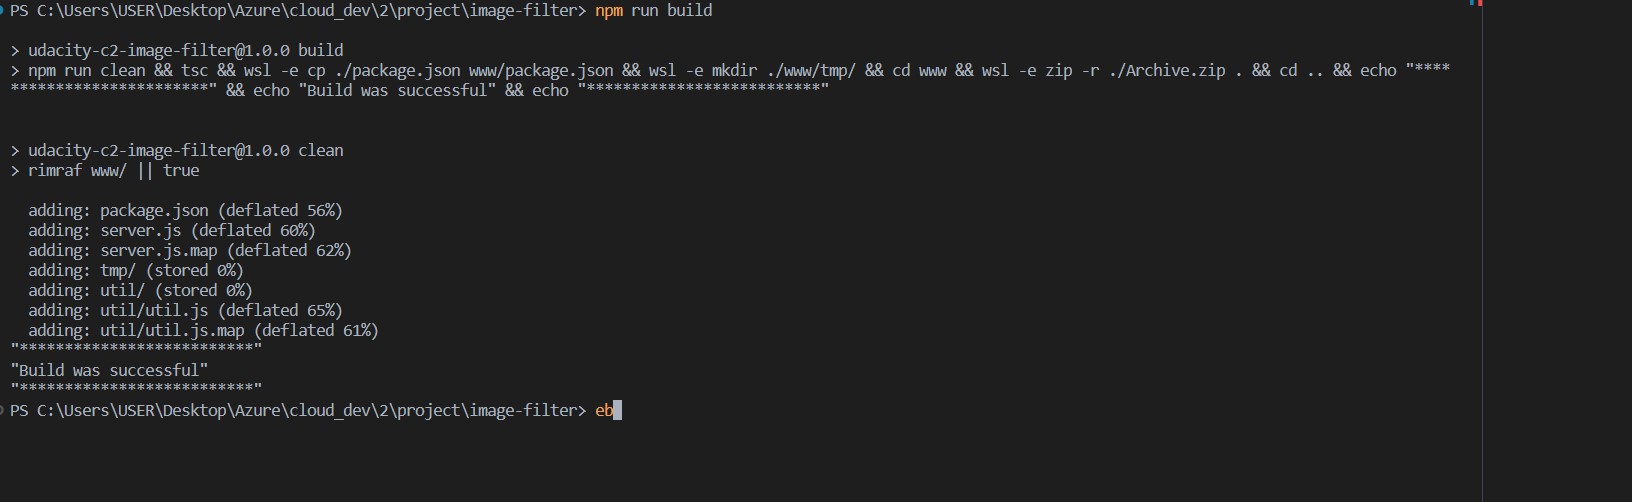 PS C:\Users\USER\Desktop\Azure\cloud_dev\2\project\image-filter> npm run build
> udacity-c2-image-filter@1.0.0 build
> npm run clean && tsc && wsl -e cp ./package.json www/package.json && wsl -e mkdir ./www/tmp/ && cd www && wsl -e zip -r ./Archive.zip . && cd .. && echo "****
**********************" && echo "Build was successful" && echo "**************************"
> udacity-c2-image-filter@1.0.0 clean
> rimraf www/ || true
adding: package.json (deflated 56%)
adding: server.js (deflated 60%)
adding: server.js.map (deflated 62%)
adding: tmp/ (stored 0%)
adding: util/ (stored 0%)
adding: util/util.js (deflated 65%)
adding: util/util.js.map (deflated 61%)
"**************************"
"Build was successful"
"**************************"
PS C:\Users\USER\Desktop\Azure\cloud_dev\2\project\image-filter> eb